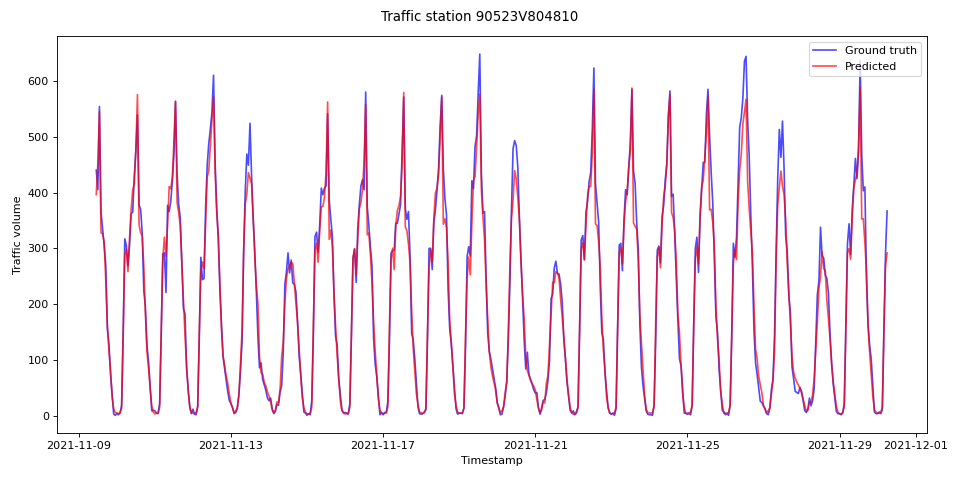 Traffic station 90523V804810
Ground truth
Predicted
Traffic volume
600
500
400
300
200
100
0
2021-11-09
2021-11-13
2021-11-17
2021-11-21
2021-11-25
2021-11-29
2021-12-01
Timestamp